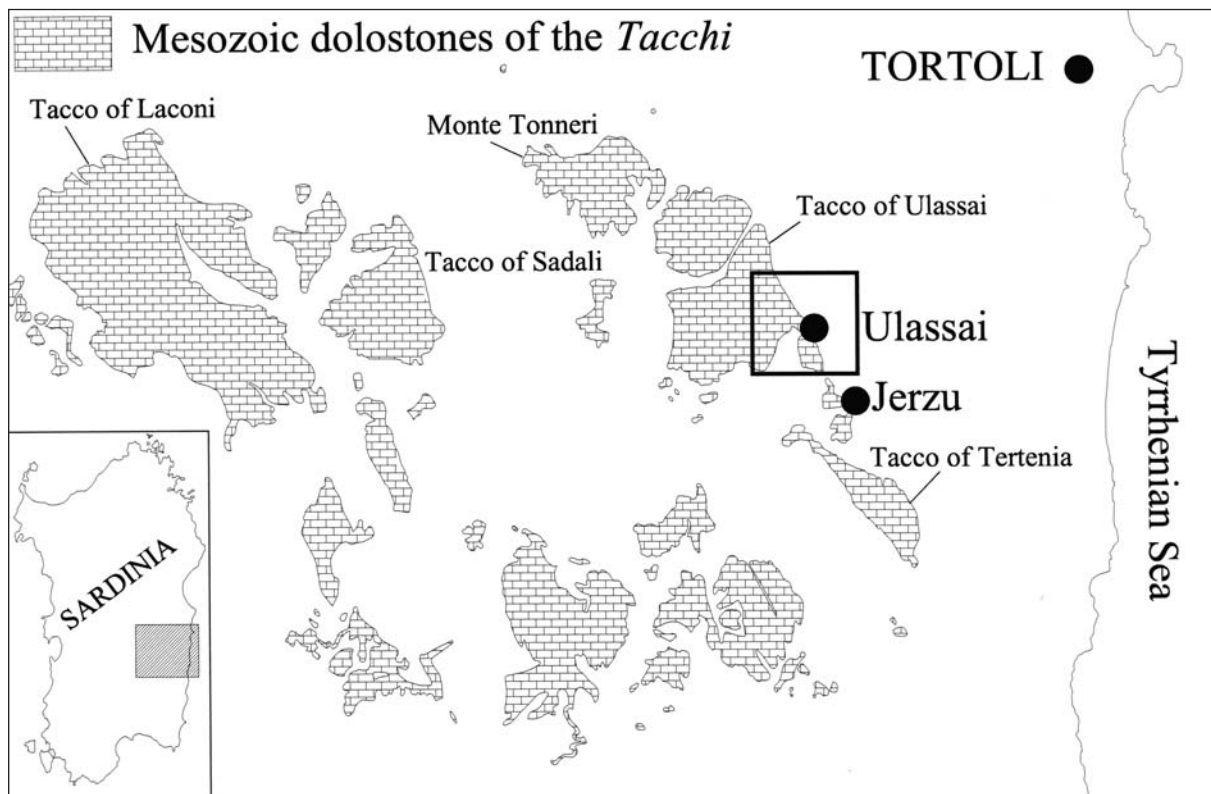 Mesozoic dolostones of the Tacchi
TORTOLI
Tacco of Laconi
Monte Tonneri
Tacco of Ulassai
Tacco of Sadali
Ulassai
Jerzu
Tacco of Tertenia
Tyrrhenian Sea
SARDINIA